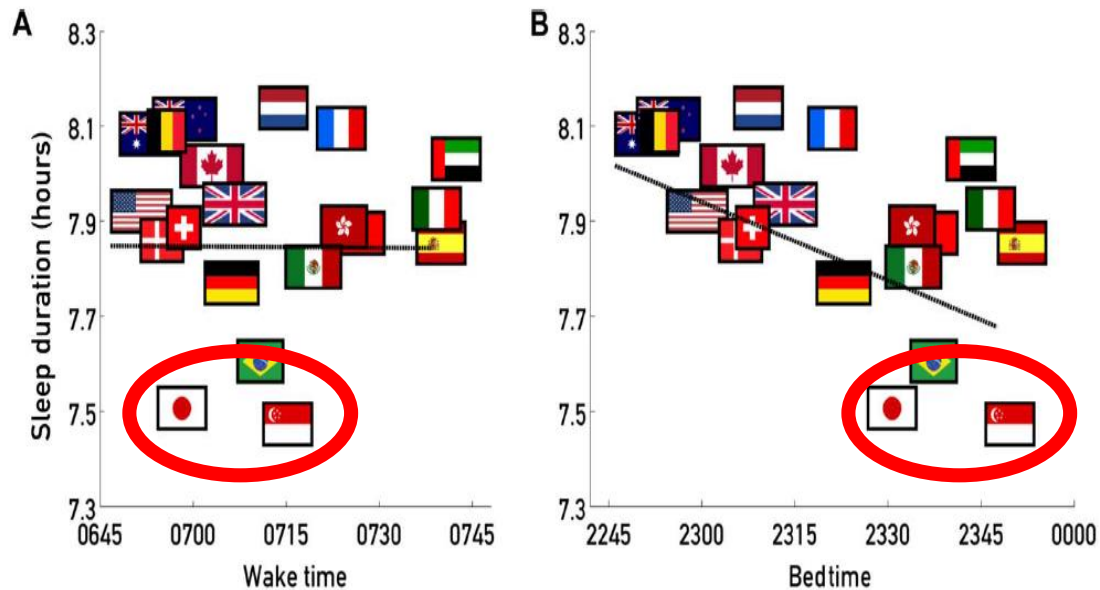 A
Sleep duration (hours)
8.3
8.1
7.9
7.7
7.5
7.3
0645 0700 0715 0730 0745
Wake time
B
8.3
8.1
7.9
7.7
7.5
7.3
2245 2300 2315 2330 2345 0000
Bedtime